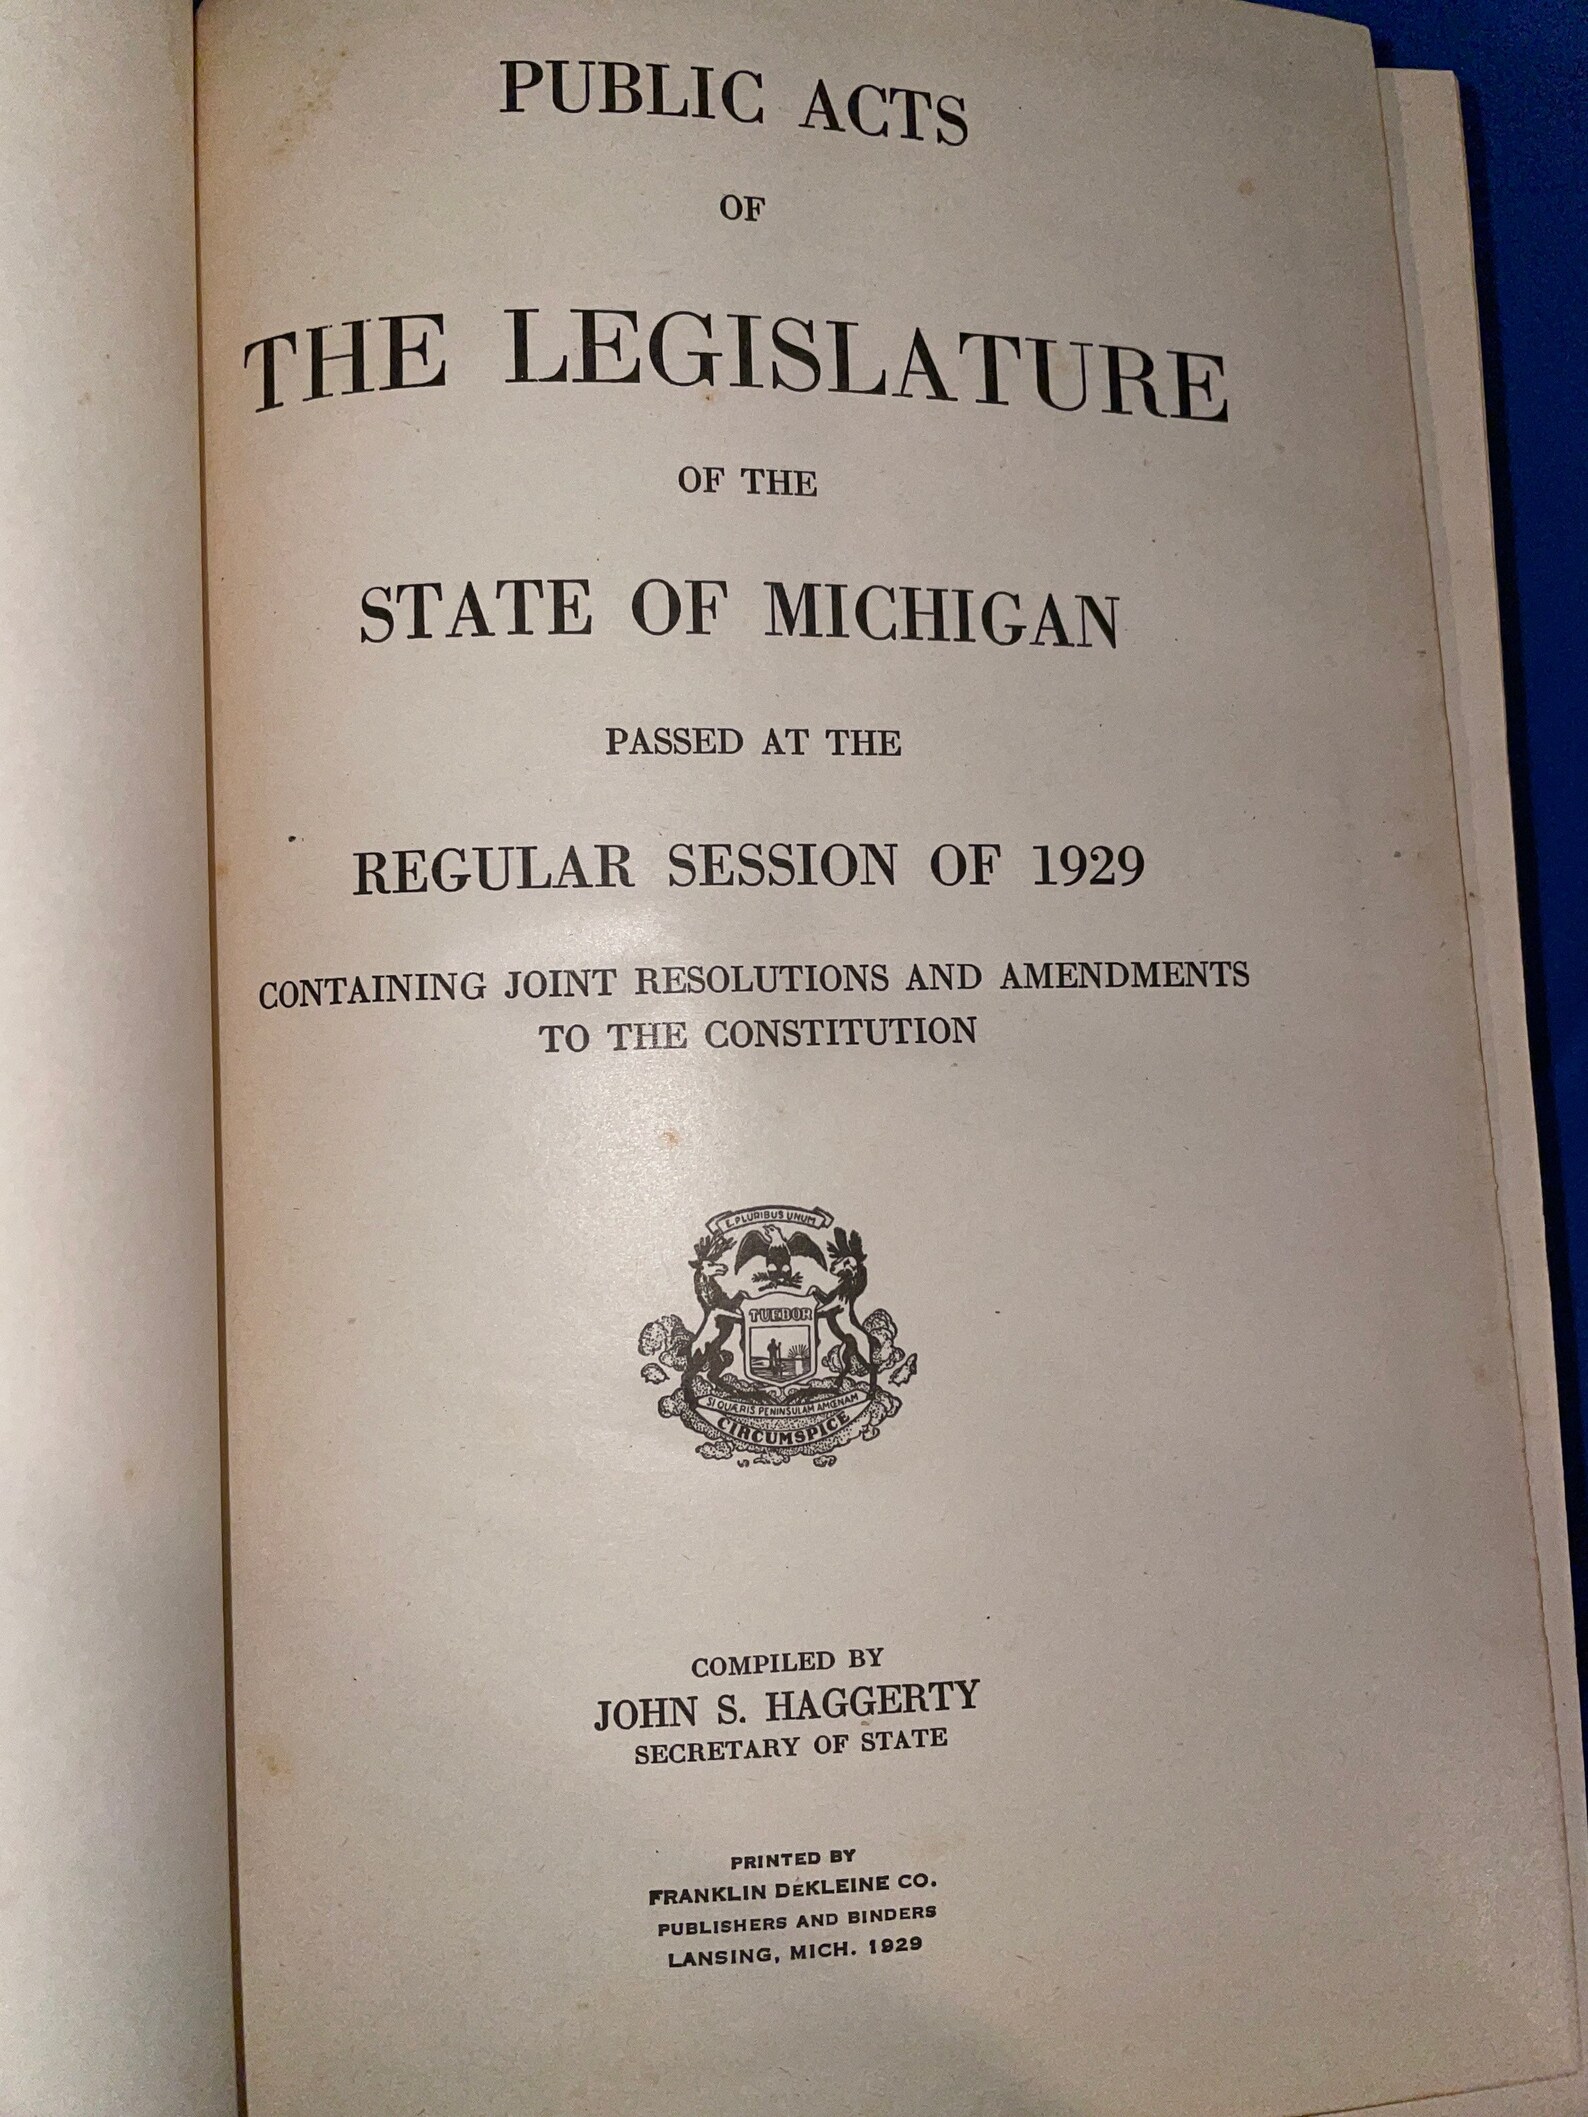 PUBLIC ACTS
OF
THE LEGISLATURE
OF THE
STATE OF MICHIGAN
PASSED AT THE
REGULAR SESSION OF 1929
CONTAINING JOINT RESOLUTIONS AND AMENDMENTS
TO THE CONSTITUTION
E. PLURIBUS UNUM
TUEBOR
SI QUÆRIS PENINSULAM AMŒNAM
CIRCUMSPICE
COMPILED BY
JOHN S. HAGGERTY
SECRETARY OF STATE
PRINTED BY
FRANKLIN DEKLEINE CO.
PUBLISHERS AND BINDERS
LANSING, MICH. 1929